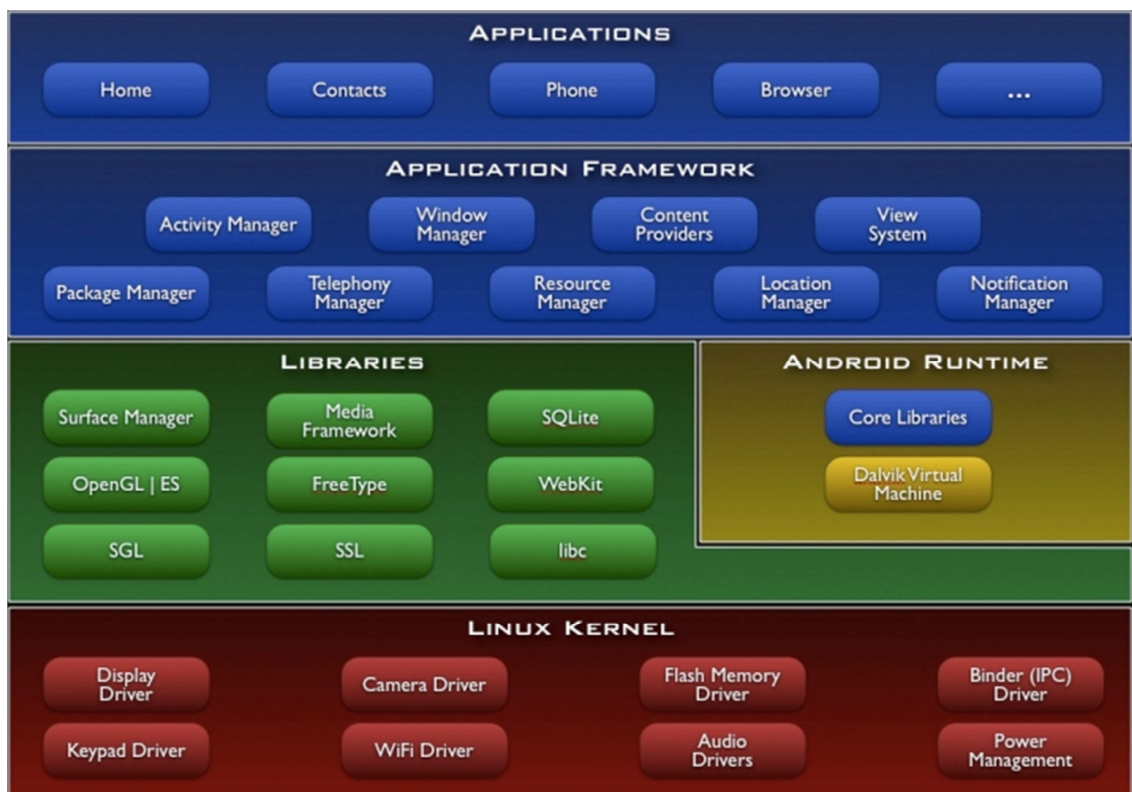 APPLICATIONS
Home
Contacts
Phone
Browser
...
APPLICATION FRAMEWORK
Activity Manager
Window
Manager
Content
Providers
View
System
Package Manager
Telephony
Manager
Resource
Manager
Location
Manager
Notification
Manager
LIBRARIES
Surface Manager
Media
Framework
SQLite
OpenGL | ES
FreeType
WebKit
SGL
SSL
libc
ANDROID RUNTIME
Core Libraries
Dalvik Virtual
Machine
LINUX KERNEL
Display
Driver
Camera Driver
Flash Memory
Driver
Binder (IPC)
Driver
Keypad Driver
WiFi Driver
Audio
Drivers
Power
Management